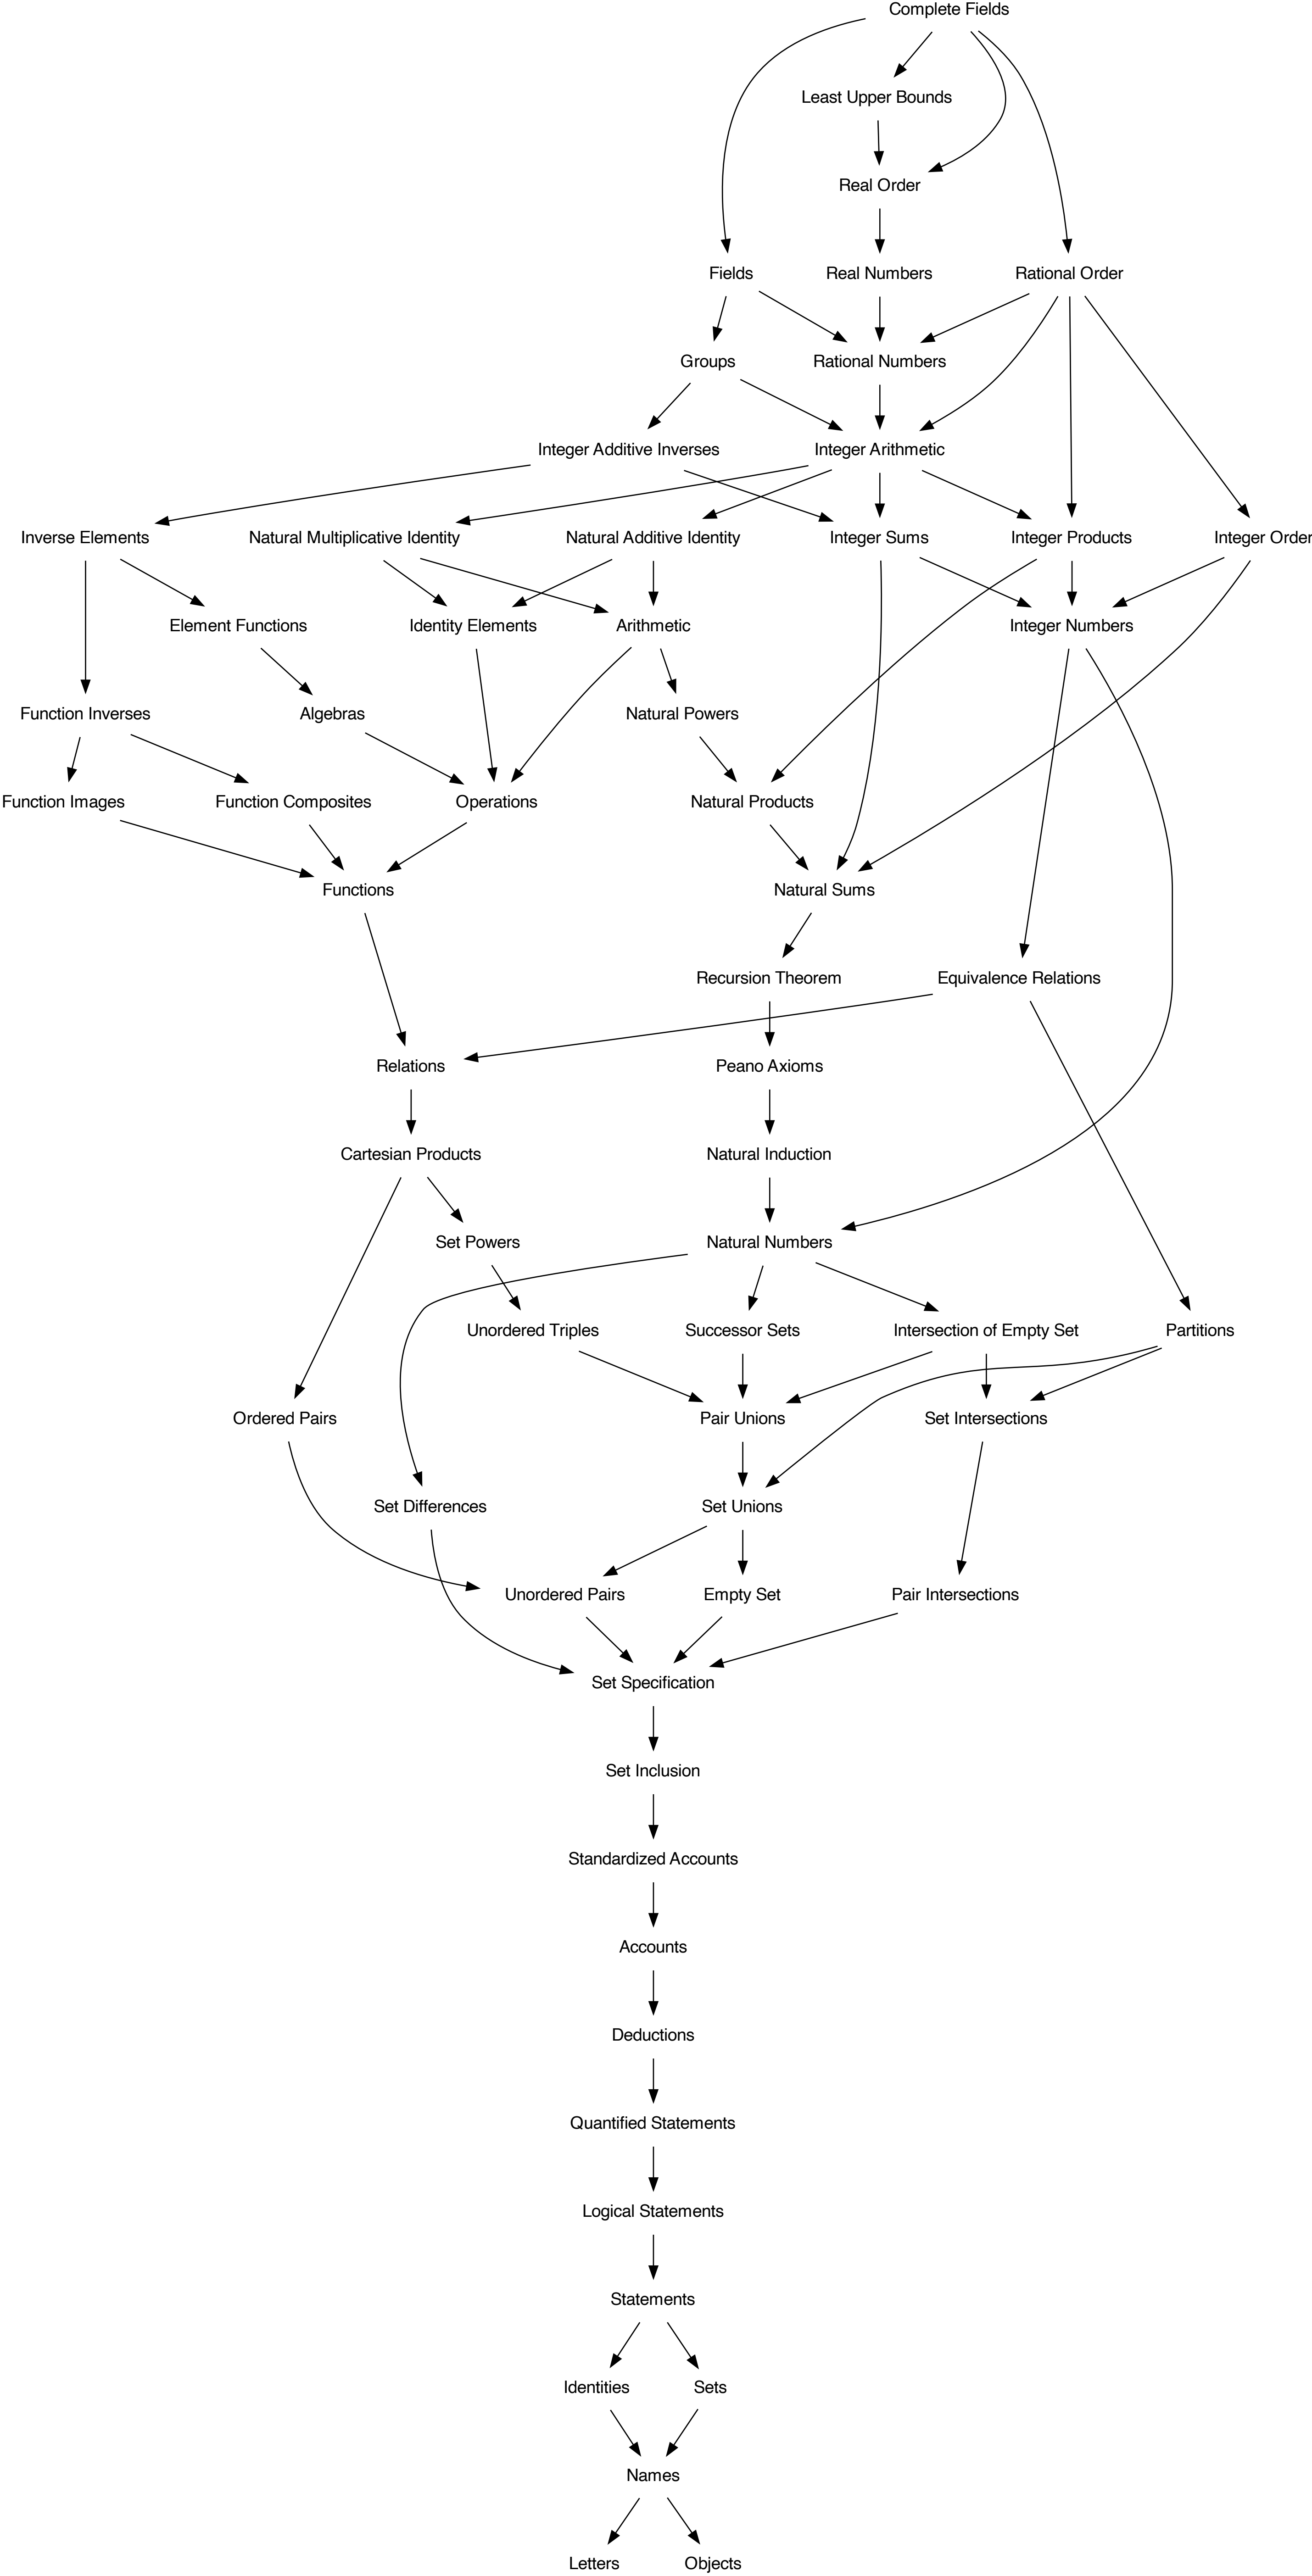 Complete Fields
Least Upper Bounds
Real Order
Fields
Real Numbers
Rational Order
Groups
Rational Numbers
Integer Additive Inverses
Integer Arithmetic
Inverse Elements
Natural Multiplicative Identity
Natural Additive Identity
Integer Sums
Integer Products
Integer Order
Element Functions
Identity Elements
Arithmetic
Integer Numbers
Function Inverses
Algebras
Natural Powers
Function Images
Function Composites
Operations
Natural Products
Functions
Natural Sums
Recursion Theorem
Equivalence Relations
Relations
Peano Axioms
Cartesian Products
Natural Induction
Set Powers
Natural Numbers
Unordered Triples
Successor Sets
Intersection of Empty Set
Partitions
Ordered Pairs
Pair Unions
Set Intersections
Set Differences
Set Unions
Unordered Pairs
Empty Set
Pair Intersections
Set Specification
Set Inclusion
Standardized Accounts
Accounts
Deductions
Quantified Statements
Logical Statements
Statements
Identities
Sets
Names
Letters
Objects